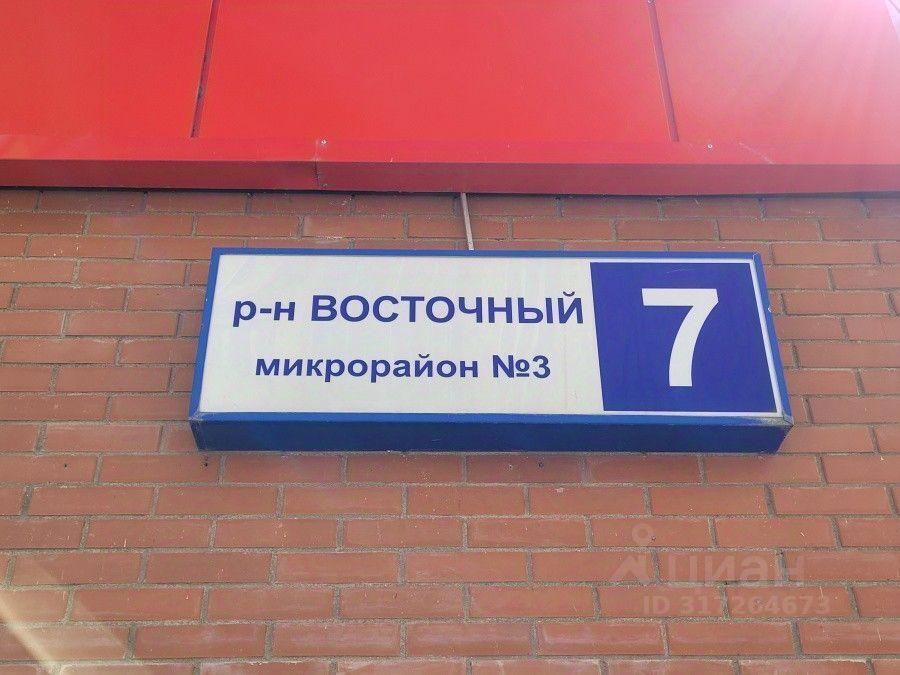 р-н ВОСТОЧНЫЙ
микрорайон №3
7
циан
ID 317264673